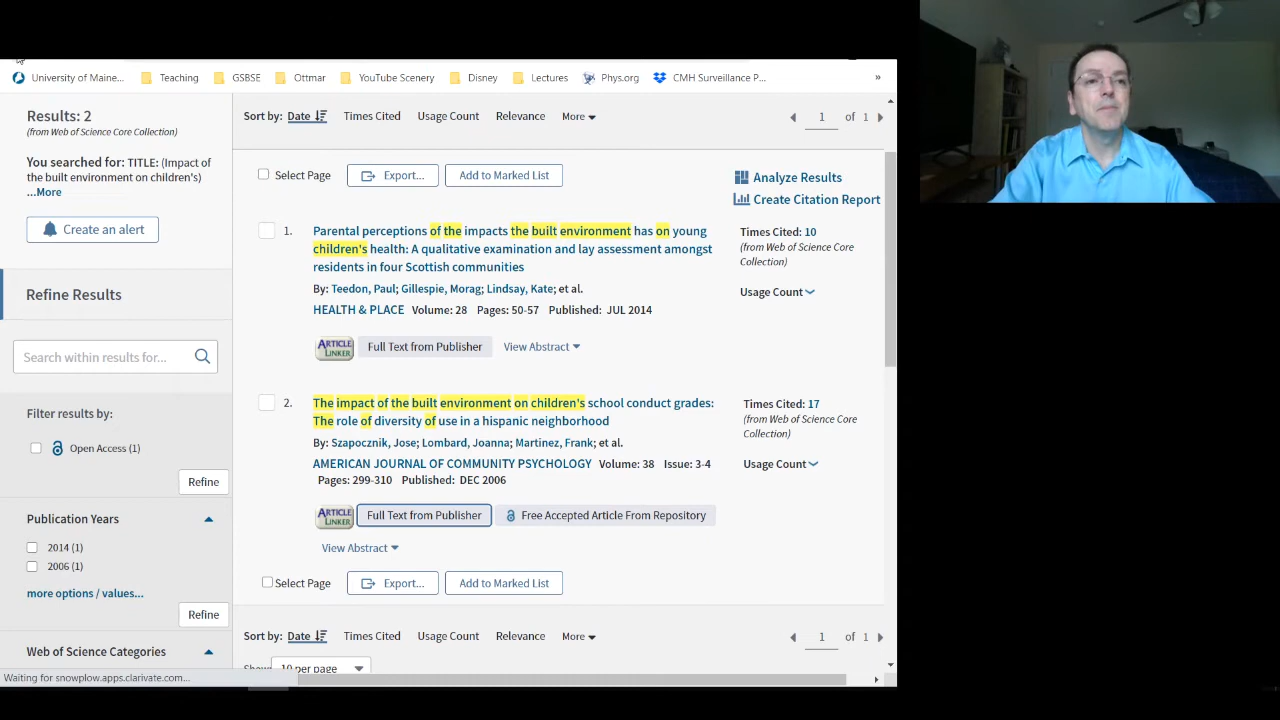 University of Maine...
Teaching
GSBSE
Ottmar
YouTube Scenery
Disney
Lectures
Phys.org
CMH Surveillance P...
»
Results: 2
(from Web of Science Core Collection)
You searched for: TITLE: (Impact of
the built environment on children's)
...More
Create an alert
Refine Results
Search within results for...
Filter results by:
Open Access (1)
Refine
Publication Years
2014 (1)
2006 (1)
more options / values...
Refine
Web of Science Categories
Waiting for snowplow.apps.clarivate.com...
Sort by: Date Times Cited Usage Count Relevance More
1 of 1
Select Page Export... Add to Marked List
Analyze Results
Create Citation Report
1. Parental perceptions of the impacts the built environment has on young
children's health: A qualitative examination and lay assessment amongst
residents in four Scottish communities
By: Teedon, Paul; Gillespie, Morag; Lindsay, Kate; et al.
HEALTH & PLACE Volume: 28 Pages: 50-57 Published: JUL 2014
ARTICLE
LINKER
Full Text from Publisher View Abstract
Times Cited: 10
(from Web of Science Core
Collection)
Usage Count
2. The impact of the built environment on children's school conduct grades:
The role of diversity of use in a hispanic neighborhood
By: Szapocznik, Jose; Lombard, Joanna; Martinez, Frank; et al.
AMERICAN JOURNAL OF COMMUNITY PSYCHOLOGY Volume: 38 Issue: 3-4
Pages: 299-310 Published: DEC 2006
ARTICLE
LINKER
Full Text from Publisher Free Accepted Article From Repository
View Abstract
Times Cited: 17
(from Web of Science Core
Collection)
Usage Count
Select Page Export... Add to Marked List
Sort by: Date Times Cited Usage Count Relevance More
1 of 1
Show: 10 per page